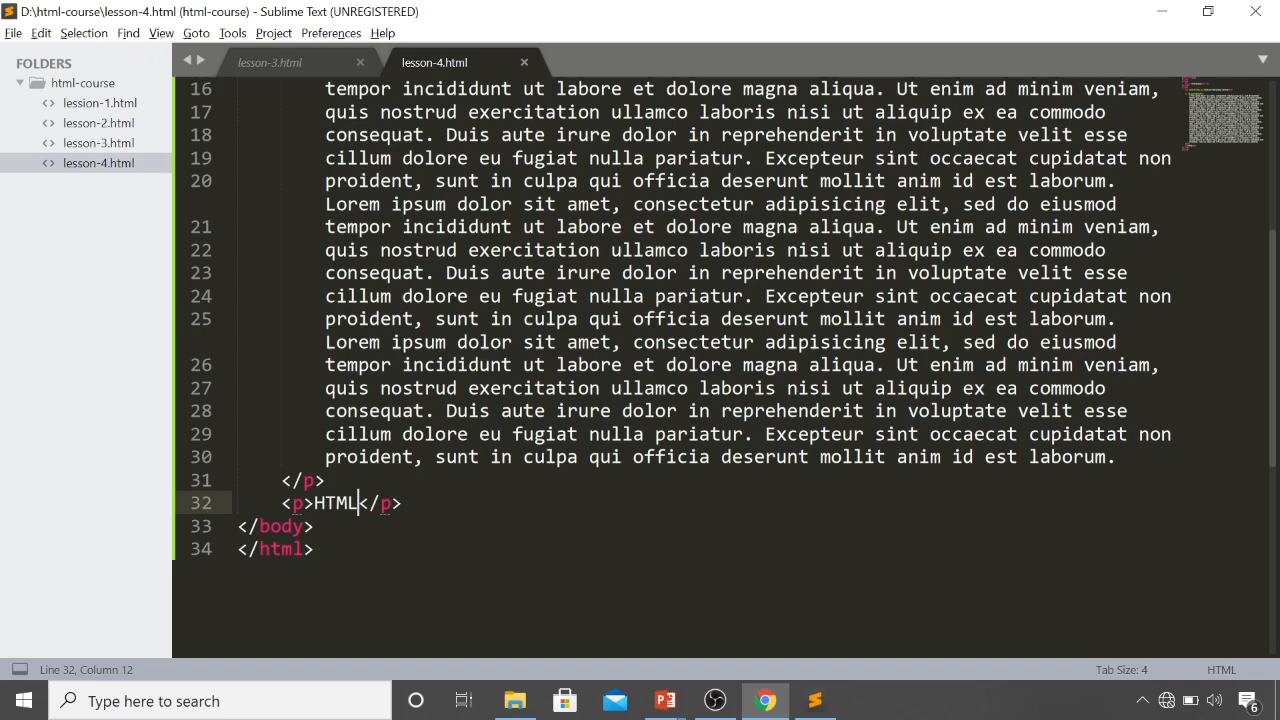 D:\html-course\lesson-4.html (html-course) - Sublime Text (UNREGISTERED)
File Edit Selection Find View Goto Tools Project Preferences Help
FOLDERS
html-course
lession-1.html
lesson-2.html
lesson-3.html
lesson-4.html
lesson-3.html
lesson-4.html
16 tempor incididunt ut labore et dolore magna aliqua. Ut enim ad minim veniam,
17 quis nostrud exercitation ullamco laboris nisi ut aliquip ex ea commodo
18 consequat. Duis aute irure dolor in reprehenderit in voluptate velit esse
19 cillum dolore eu fugiat nulla pariatur. Excepteur sint occaecat cupidatat non
20 proident, sunt in culpa qui officia deserunt mollit anim id est laborum.
Lorem ipsum dolor sit amet, consectetur adipisicing elit, sed do eiusmod
21 tempor incididunt ut labore et dolore magna aliqua. Ut enim ad minim veniam,
22 quis nostrud exercitation ullamco laboris nisi ut aliquip ex ea commodo
23 consequat. Duis aute irure dolor in reprehenderit in voluptate velit esse
24 cillum dolore eu fugiat nulla pariatur. Excepteur sint occaecat cupidatat non
25 proident, sunt in culpa qui officia deserunt mollit anim id est laborum.
Lorem ipsum dolor sit amet, consectetur adipisicing elit, sed do eiusmod
26 tempor incididunt ut labore et dolore magna aliqua. Ut enim ad minim veniam,
27 quis nostrud exercitation ullamco laboris nisi ut aliquip ex ea commodo
28 consequat. Duis aute irure dolor in reprehenderit in voluptate velit esse
29 cillum dolore eu fugiat nulla pariatur. Excepteur sint occaecat cupidatat non
30 proident, sunt in culpa qui officia deserunt mollit anim id est laborum.
31 </p>
32 <p>HTML</p>
33 </body>
34 </html>
Line 32, Column 12
Tab Size: 4
HTML
Type here to search
6